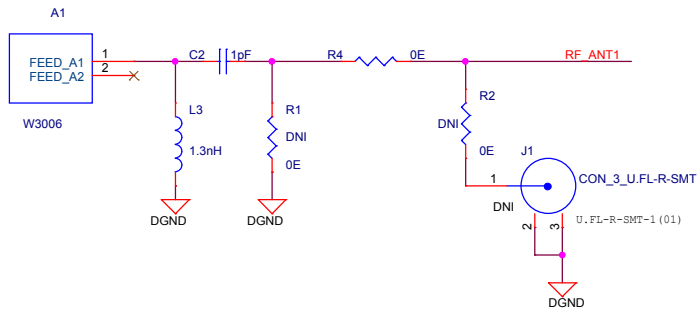 A1
FEED_A1
FEED_A2
1
2
W3006
C2
1pF
R4
0E
RF_ANT1
L3
1.3nH
R1
DNI
0E
R2
DNI
0E
J1
1
CON_3_U.FL-R-SMT
DNI
U.FL-R-SMT-1(01)
2
3
DGND
DGND
DGND